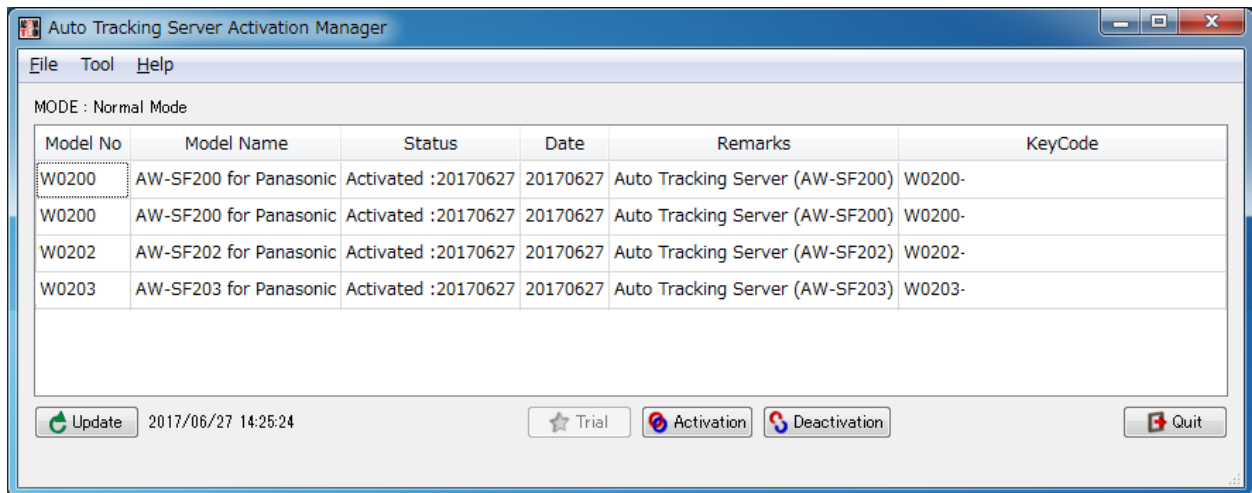 Auto Tracking Server Activation Manager
File Tool Help
MODE : Normal Mode
Model No Model Name Status Date Remarks KeyCode
W0200 AW-SF200 for Panasonic Activated :20170627 20170627 Auto Tracking Server (AW-SF200) W0200-
W0200 AW-SF200 for Panasonic Activated :20170627 20170627 Auto Tracking Server (AW-SF200) W0200-
W0202 AW-SF202 for Panasonic Activated :20170627 20170627 Auto Tracking Server (AW-SF202) W0202-
W0203 AW-SF203 for Panasonic Activated :20170627 20170627 Auto Tracking Server (AW-SF203) W0203-
Update 2017/06/27 14:25:24 Trial Activation Deactivation Quit